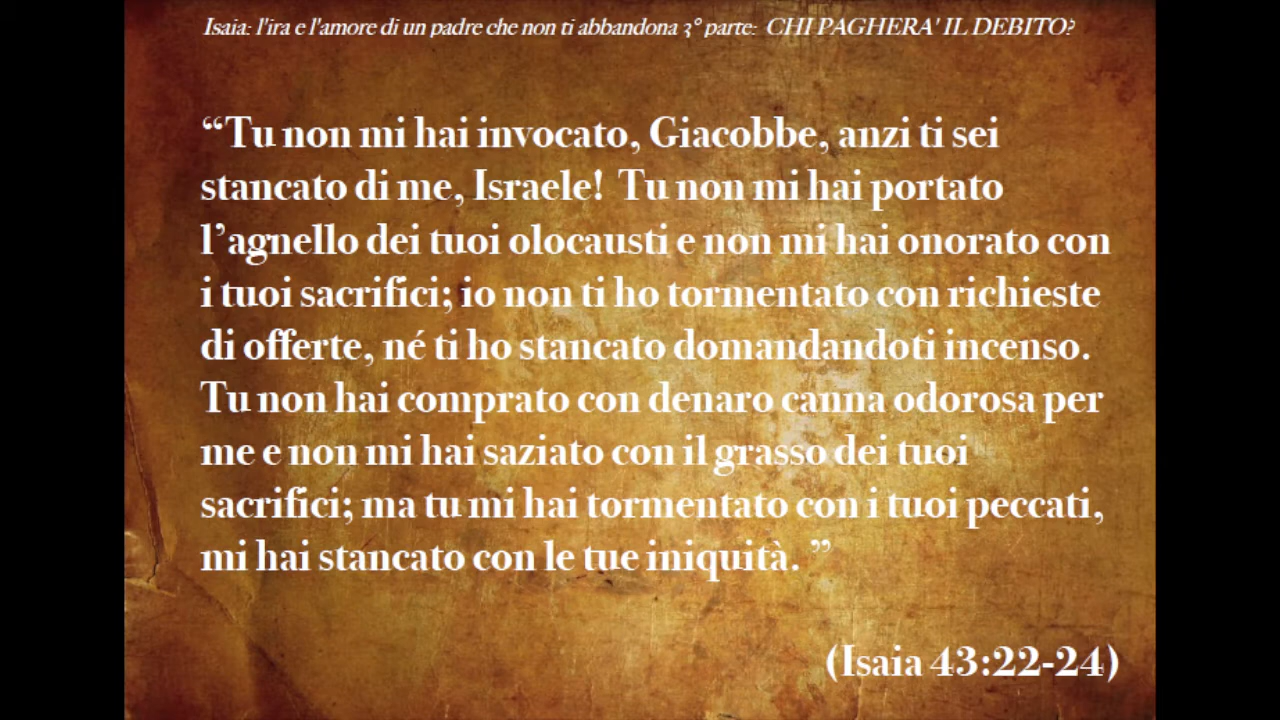 Isaia: l'ira e l'amore di un padre che non ti abbandona 3° parte: CHI PAGHERA' IL DEBITO?
“Tu non mi hai invocato, Giacobbe, anzi ti sei
stancato di me, Israele! Tu non mi hai portato
l’agnello dei tuoi olocausti e non mi hai onorato con
i tuoi sacrifici; io non ti ho tormentato con richieste
di offerte, né ti ho stancato domandandoti incenso.
Tu non hai comprato con denaro canna odorosa per
me e non mi hai saziato con il grasso dei tuoi
sacrifici; ma tu mi hai tormentato con i tuoi peccati,
mi hai stancato con le tue iniquità. ”
(Isaia 43:22-24)